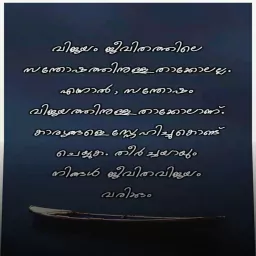 വിജയം ജീവിതത്തിലെ
സന്തോഷത്തിനുള്ള താക്കോലല്ല.
എന്നാൽ, സന്തോഷം
വിജയത്തിനുള്ള താക്കോലാണ്.
കാര്യങ്ങളെ സ്നേഹിച്ചുകൊണ്ട്
ചെയ്യുക. തീർച്ചയായും
നിങ്ങൾ ജീവിതവിജയം
വരിക്കും